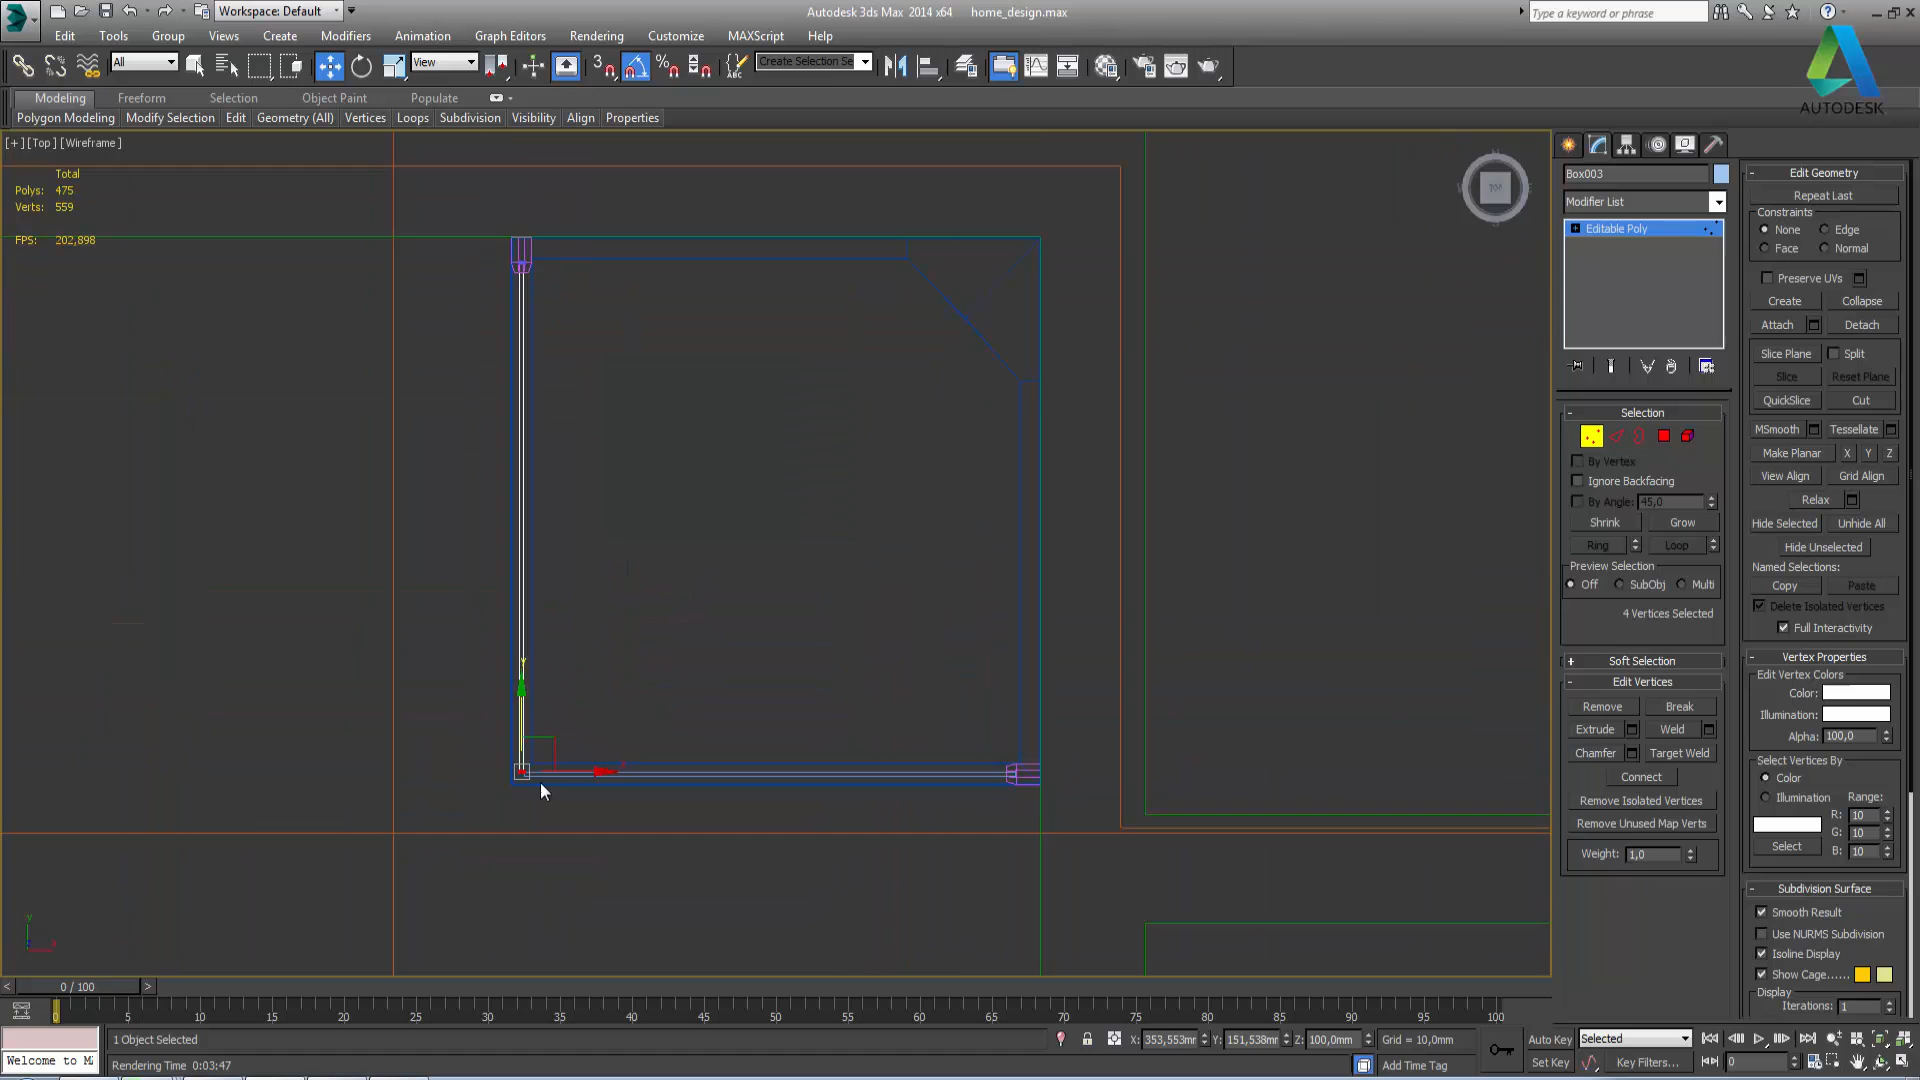 Workspace: Default
Autodesk 3ds Max 2014 x64 home_design.max
Type a keyword or phrase
Edit Tools Group Views Create Modifiers Animation Graph Editors Rendering Customize MAXScript Help
All
View
3
%
ABC
Create Selection Se
AUTODESK
Modeling Freeform Selection Object Paint Populate
Polygon Modeling Modify Selection Edit Geometry (All) Vertices Loops Subdivision Visibility Align Properties
[+] [Top] [Wireframe]
Total
Polys: 475
Verts: 559
FPS: 202,898
TOP
Box003
Modifier List
Editable Poly
Selection
By Vertex
Ignore Backfacing
By Angle: 45,0
Shrink Grow
Ring Loop
Preview Selection
Off SubObj Multi
4 Vertices Selected
Soft Selection
Edit Vertices
Remove Break
Extrude Weld
Chamfer Target Weld
Connect
Remove Isolated Vertices
Remove Unused Map Verts
Weight: 1,0
Edit Geometry
Repeat Last
Constraints
None Edge
Face Normal
Preserve UVs
Create Collapse
Attach Detach
Slice Plane Split
Slice Reset Plane
QuickSlice Cut
MSmooth Tessellate
Make Planar X Y Z
View Align Grid Align
Relax
Hide Selected Unhide All
Hide Unselected
Named Selections:
Copy Paste
Delete Isolated Vertices
Full Interactivity
Vertex Properties
Edit Vertex Colors
Color:
Illumination:
Alpha: 100,0
Select Vertices By
Color
Illumination Range:
R: 10
G: 10
Select B: 10
Subdivision Surface
Smooth Result
Use NURMS Subdivision
Isoline Display
Show Cage......
Display
Iterations: 1
< 0 / 100 >
0 5 10 15 20 25 30 35 40 45 50 55 60 65 70 75 80 85 90 95 100
1 Object Selected
X: 353,553mm Y: 151,538mm Z: 100,0mm Grid = 10,0mm
Auto Key Selected
Welcome to M
Rendering Time 0:03:47
Add Time Tag
Set Key Key Filters... 0